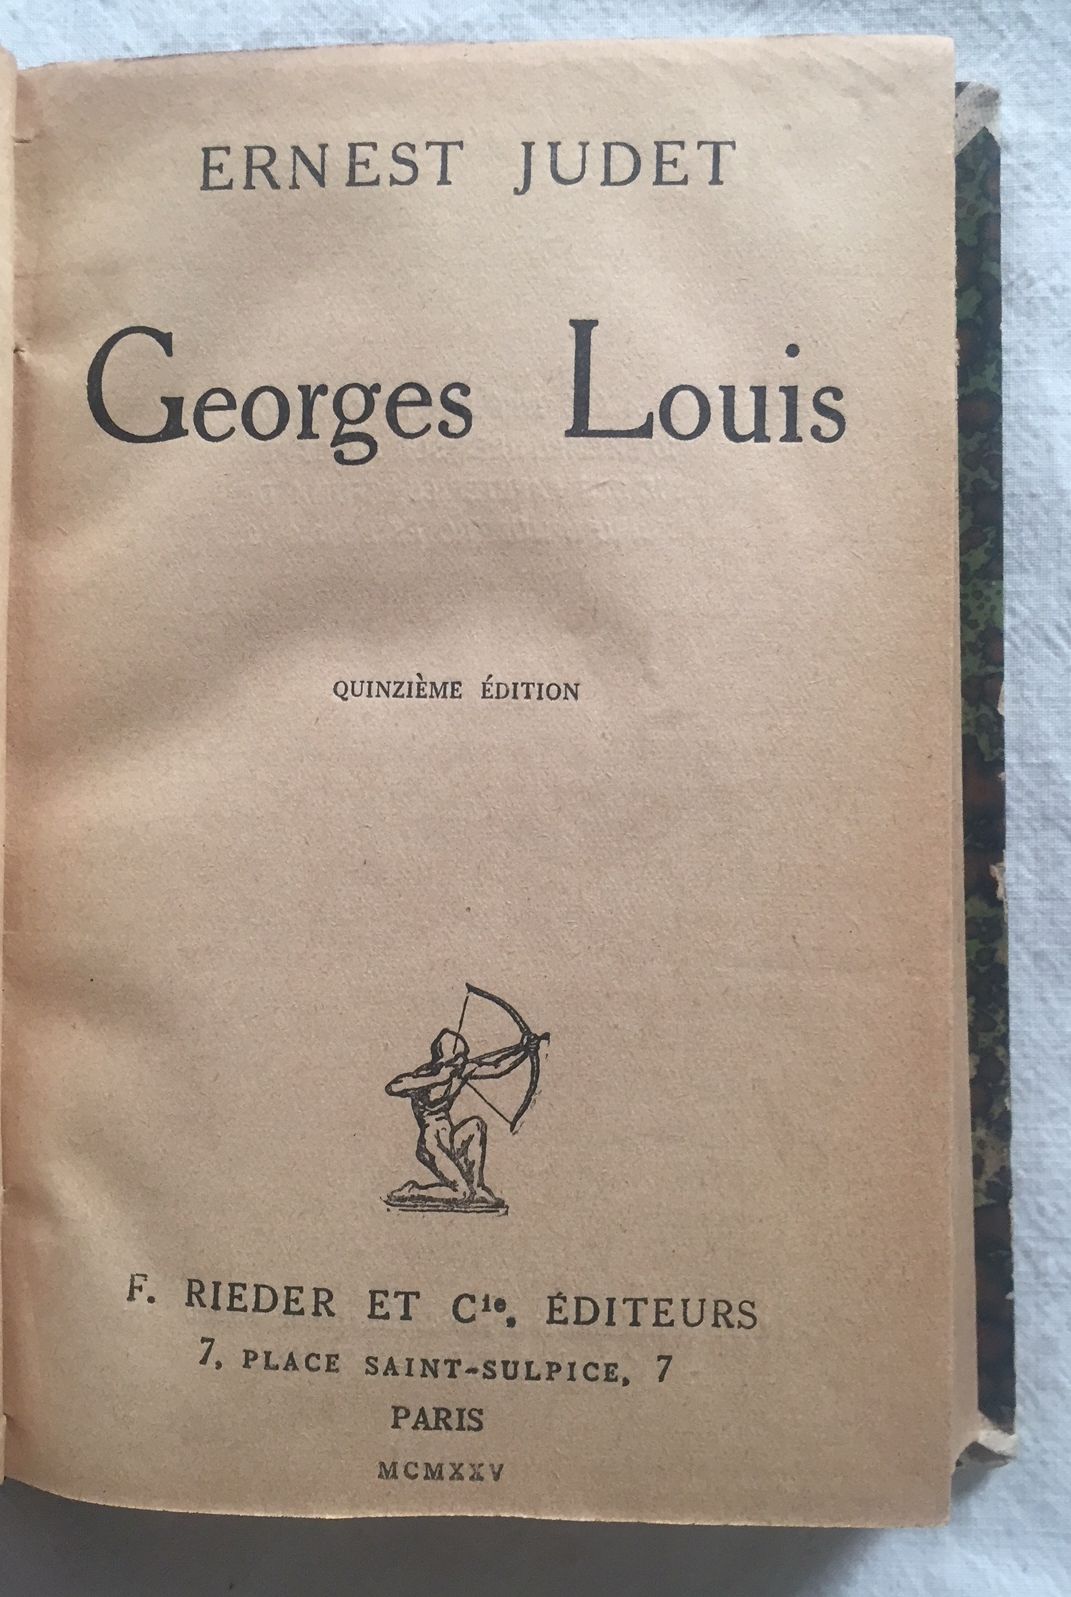 ERNEST JUDET
Georges Louis
QUINZIÈME ÉDITION
F. RIEDER ET Cie, ÉDITEURS
7, PLACE SAINT-SULPICE, 7
PARIS
MCMXXV